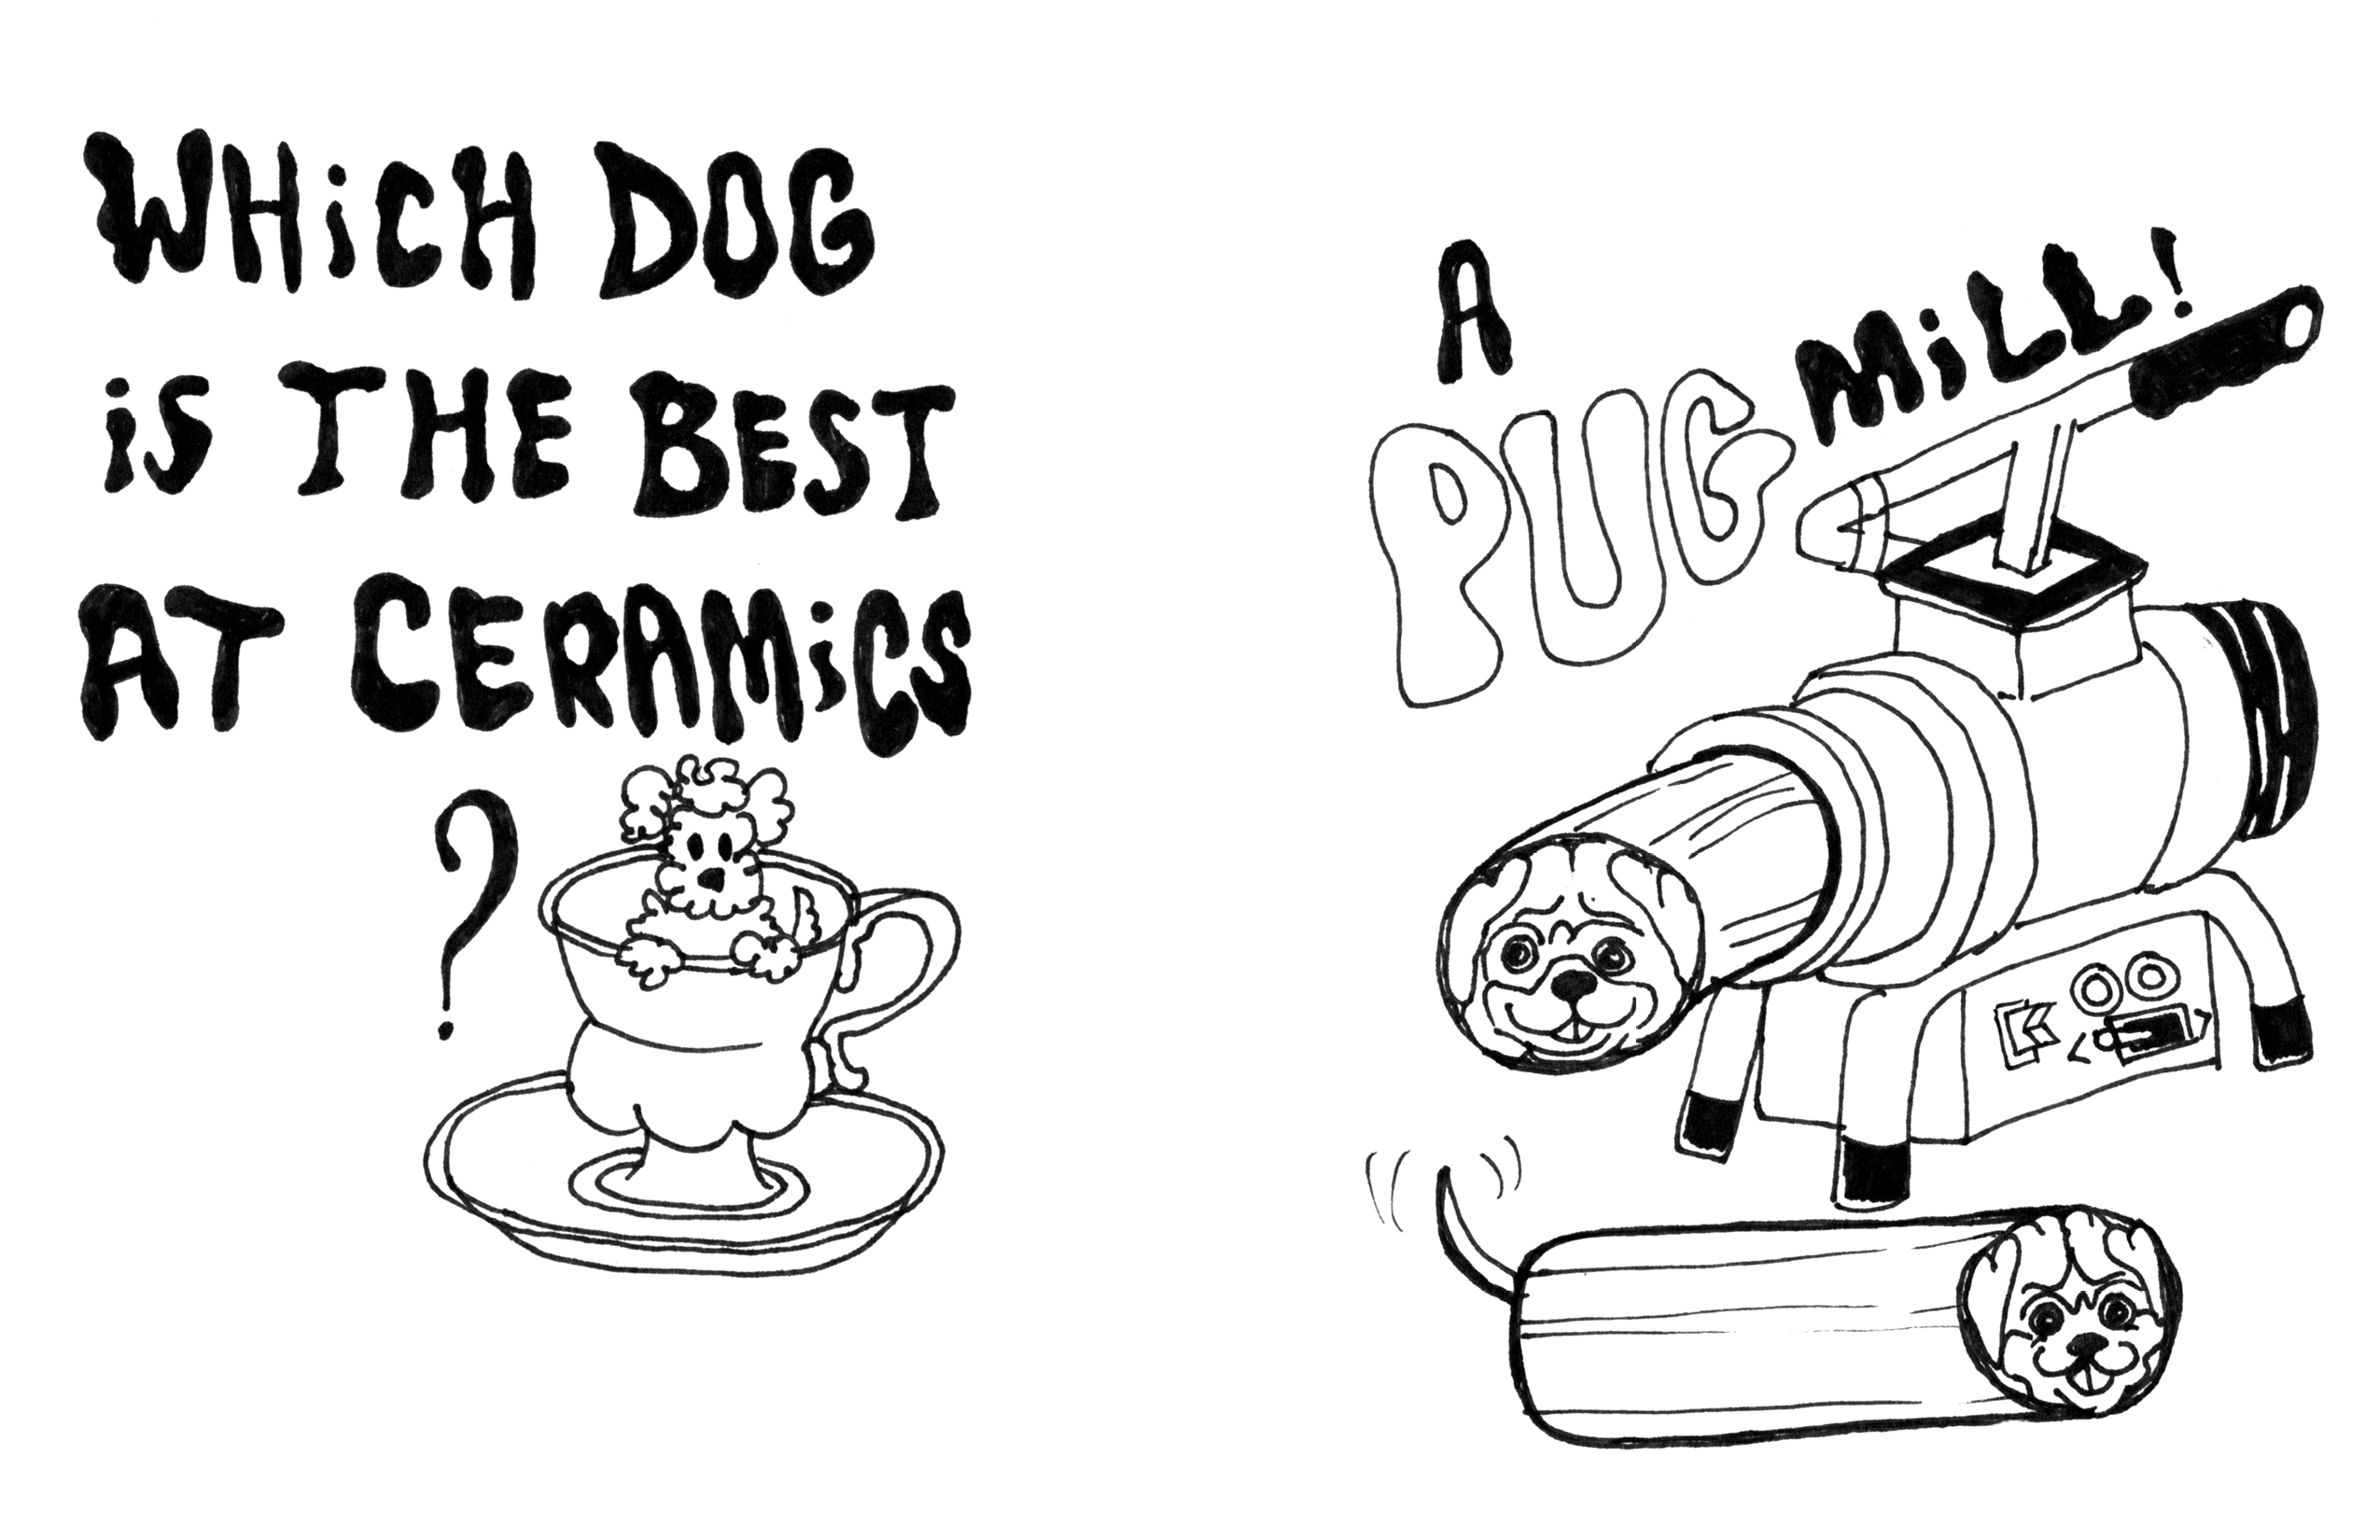 WHiCH DOG
iS THE BEST
AT CERAMiCS
?
A
PUG MiLL!